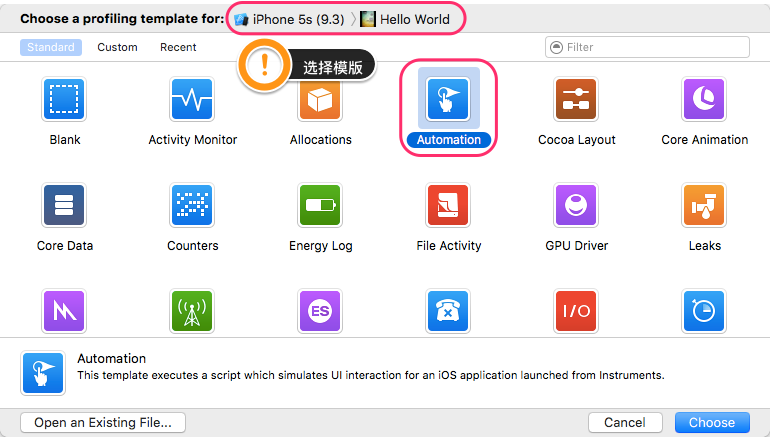 Choose a profiling template for: iPhone 5s (9.3) Hello World
Standard Custom Recent Filter
选择模版
Blank Activity Monitor Allocations Automation Cocoa Layout Core Animation
Core Data Counters Energy Log File Activity GPU Driver Leaks
ES I/O
Automation
This template executes a script which simulates UI interaction for an iOS application launched from Instruments.
Open an Existing File... Cancel Choose